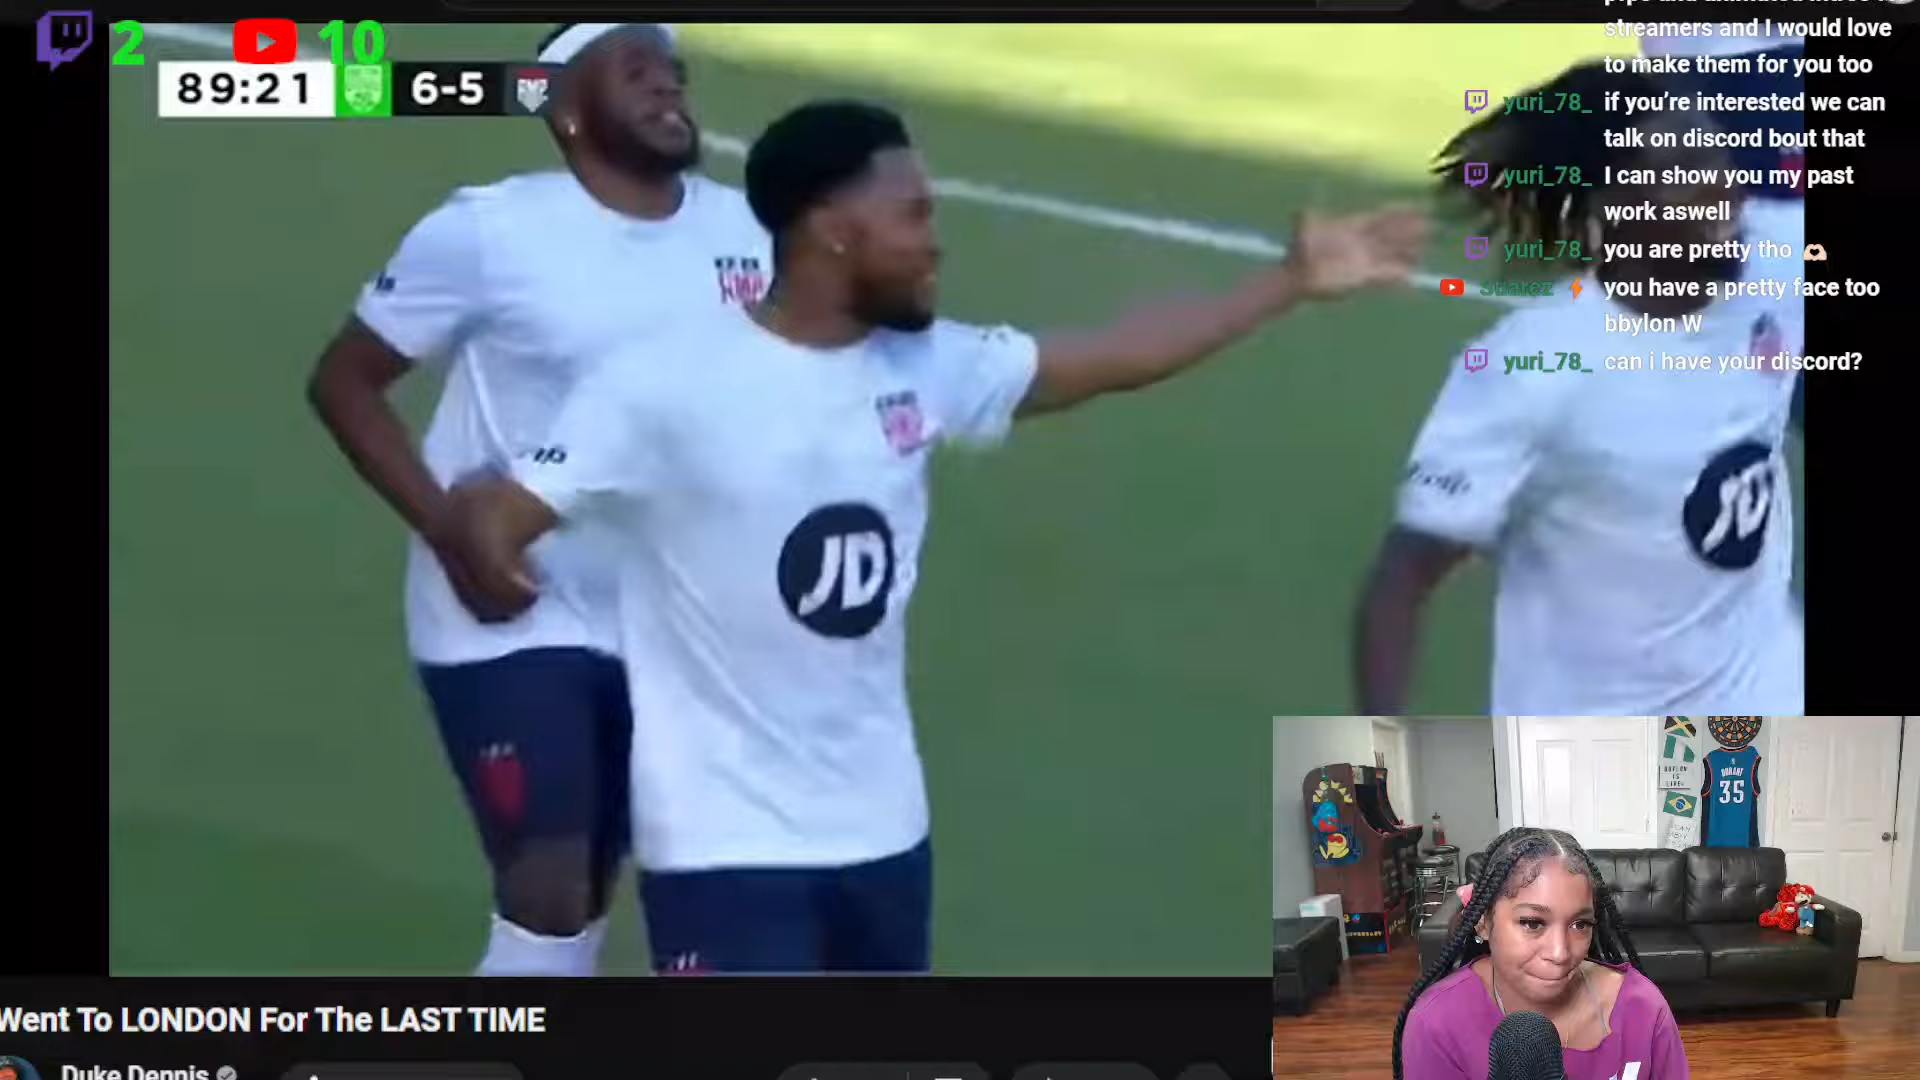 2
10
89:21
6-5
streamers and I would love
to make them for you too
yuri_78_ if you're interested we can
talk on discord bout that
yuri_78_ I can show you my past
work aswell
yuri_78_ you are pretty tho
Suarez you have a pretty face too
bbylon W
yuri_78_ can i have your discord?
JD
JD
35
Went To LONDON For The LAST TIME
Duke Dennis